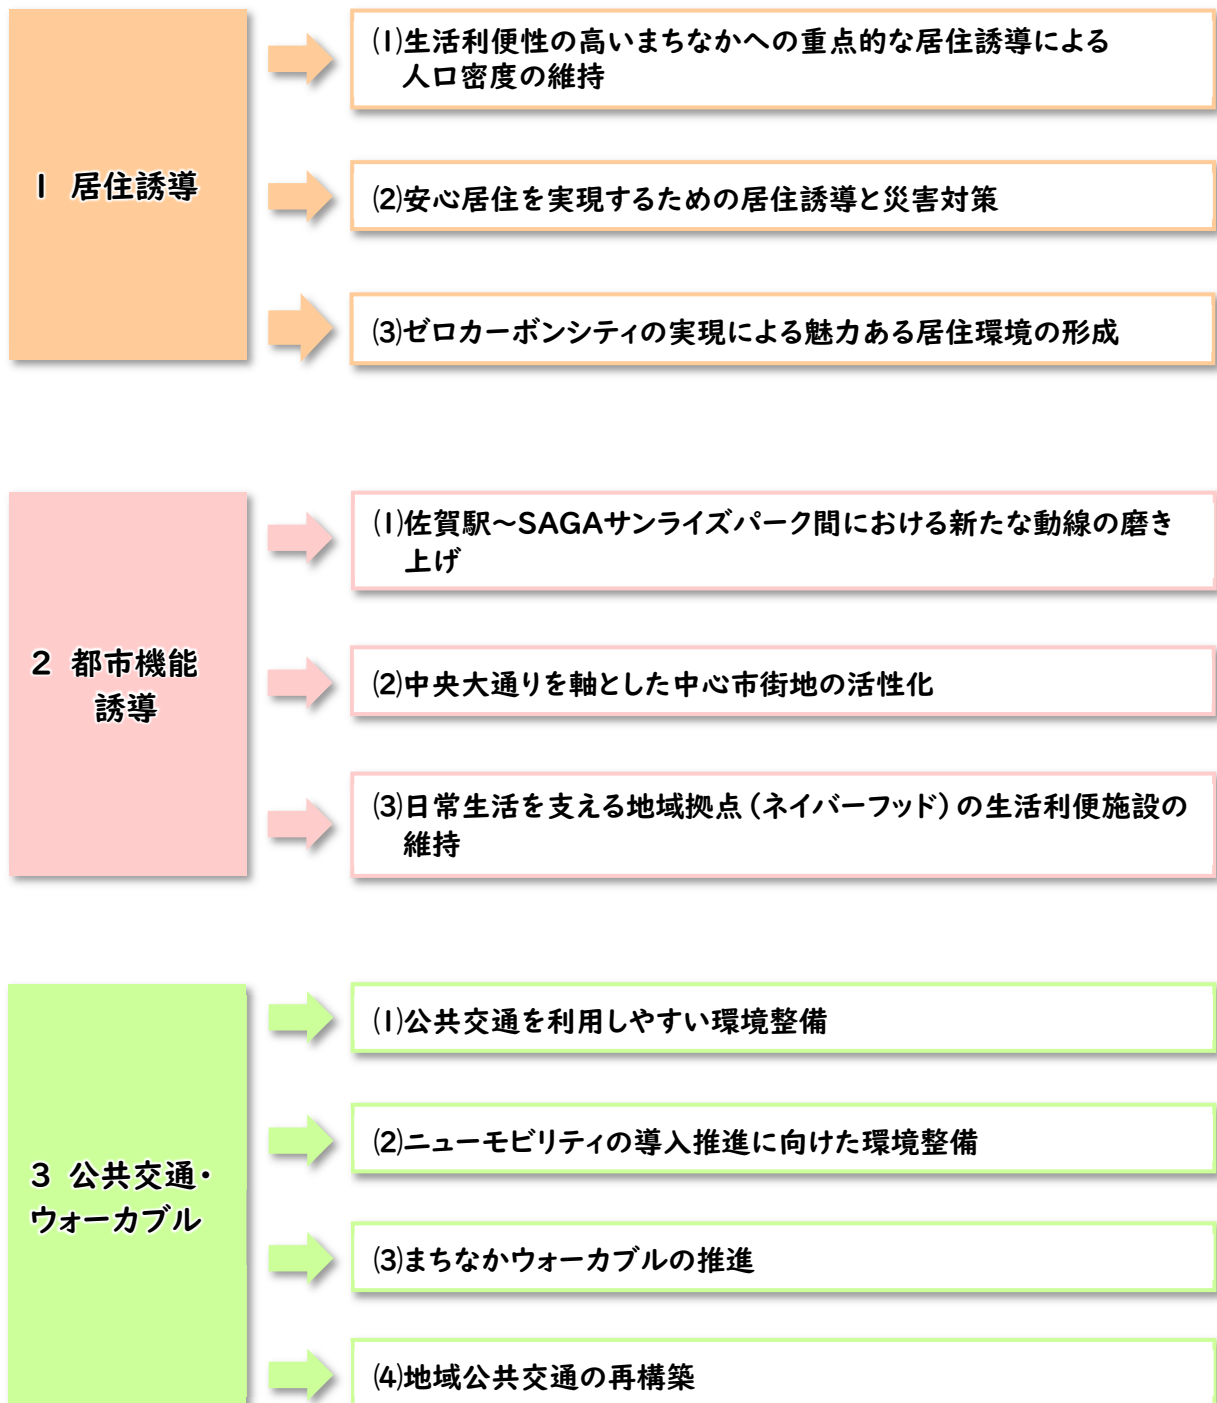 1 居住誘導
⑴生活利便性の高いまちなかへの重点的な居住誘導による
人口密度の維持
⑵安心居住を実現するための居住誘導と災害対策
⑶ゼロカーボンシティの実現による魅力ある居住環境の形成
2 都市機能
誘導
⑴佐賀駅～SAGAサンライズパーク間における新たな動線の磨き
上げ
⑵中央大通りを軸とした中心市街地の活性化
⑶日常生活を支える地域拠点（ネイバーフッド）の生活利便施設の
維持
3 公共交通・
ウォーカブル
⑴公共交通を利用しやすい環境整備
⑵ニューモビリティの導入推進に向けた環境整備
⑶まちなかウォーカブルの推進
⑷地域公共交通の再構築